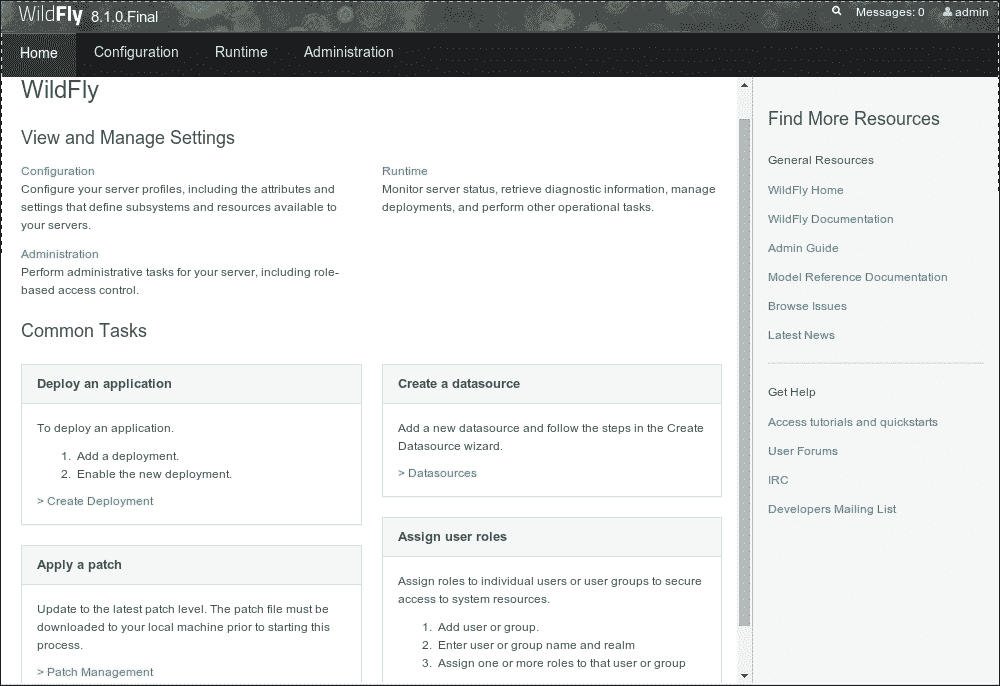 WildFly 8.1.0.Final
Messages: 0
admin
Home
Configuration
Runtime
Administration
WildFly
View and Manage Settings
Configuration
Configure your server profiles, including the attributes and
settings that define subsystems and resources available to
your servers.
Runtime
Monitor server status, retrieve diagnostic information, manage
deployments, and perform other operational tasks.
Administration
Perform administrative tasks for your server, including role-
based access control.
Common Tasks
Deploy an application
To deploy an application.
1. Add a deployment.
2. Enable the new deployment.
> Create Deployment
Create a datasource
Add a new datasource and follow the steps in the Create
Datasource wizard.
> Datasources
Apply a patch
Update to the latest patch level. The patch file must be
downloaded to your local machine prior to starting this
process.
> Patch Management
Assign user roles
Assign roles to individual users or user groups to secure
access to system resources.
1. Add user or group.
2. Enter user or group name and realm
3. Assign one or more roles to that user or group
Find More Resources
General Resources
WildFly Home
WildFly Documentation
Admin Guide
Model Reference Documentation
Browse Issues
Latest News
Get Help
Access tutorials and quickstarts
User Forums
IRC
Developers Mailing List